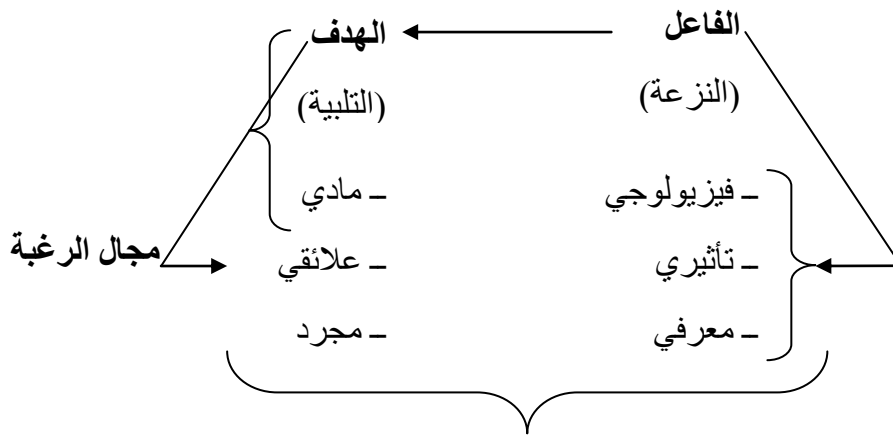 الفاعل الهدف
(النزعة) (التلبية)
ـ فيزيولوجي ـ مادي
ـ تأثيري ـ علائقي مجال الرغبة
ـ معرفي ـ مجرد